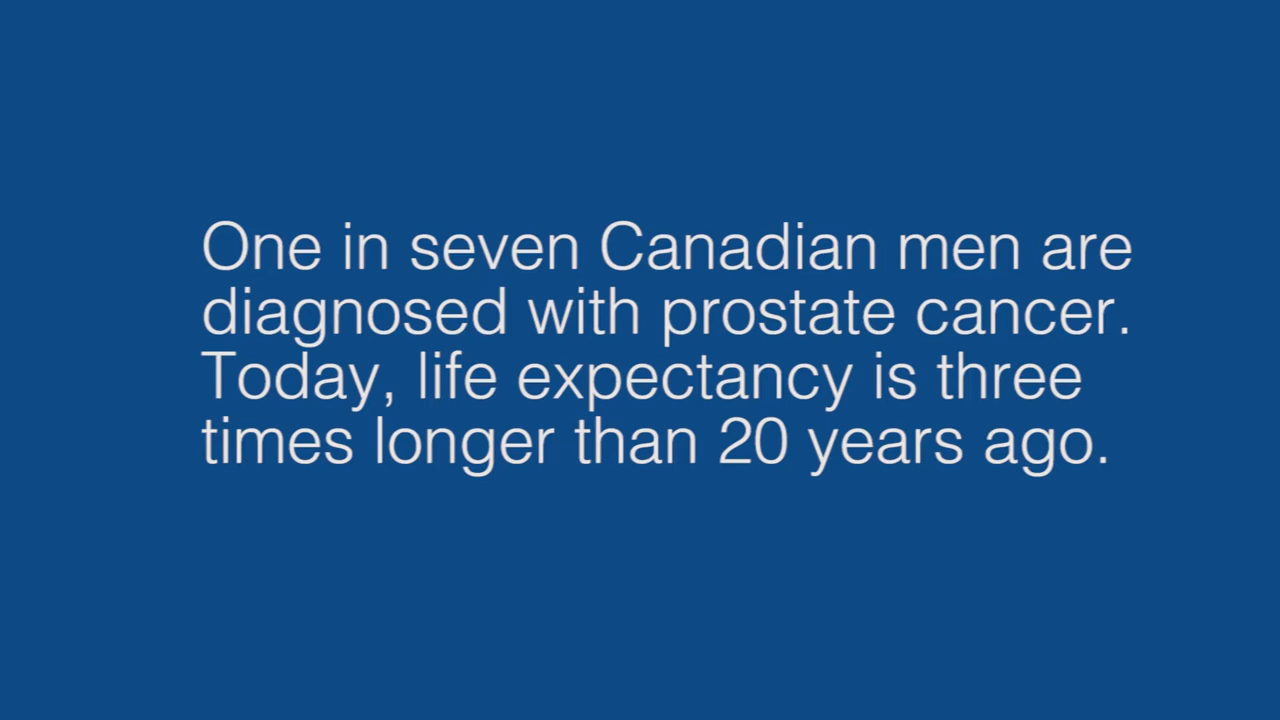 One in seven Canadian men are
diagnosed with prostate cancer.
Today, life expectancy is three
times longer than 20 years ago.